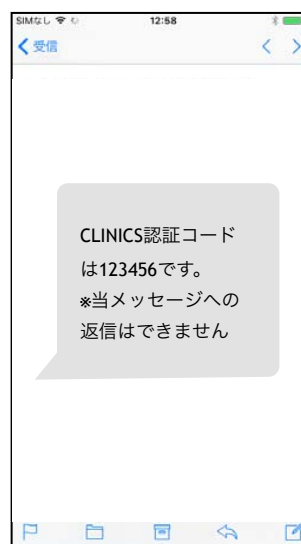 SIMなし 12:58
受信
CLINICS認証コード
は123456です。
※当メッセージへの
返信はできません